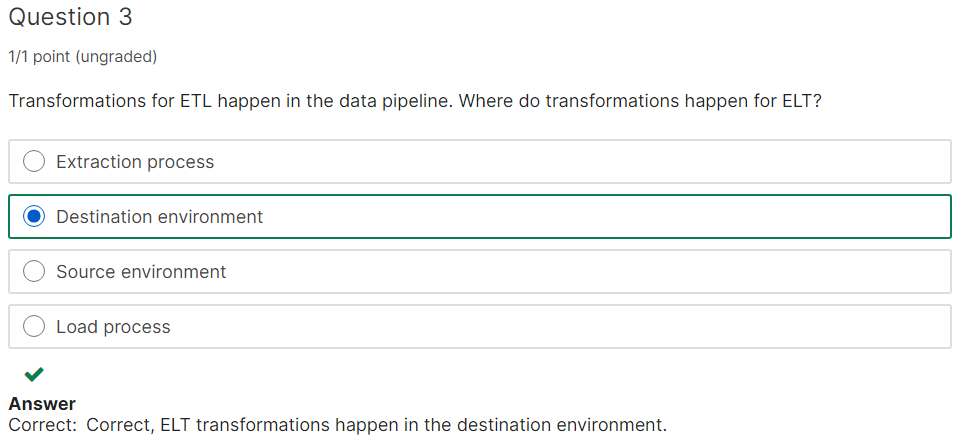 Question 3
1/1 point (ungraded)
Transformations for ETL happen in the data pipeline. Where do transformations happen for ELT?
Extraction process
Destination environment
Source environment
Load process
Answer
Correct: Correct, ELT transformations happen in the destination environment.